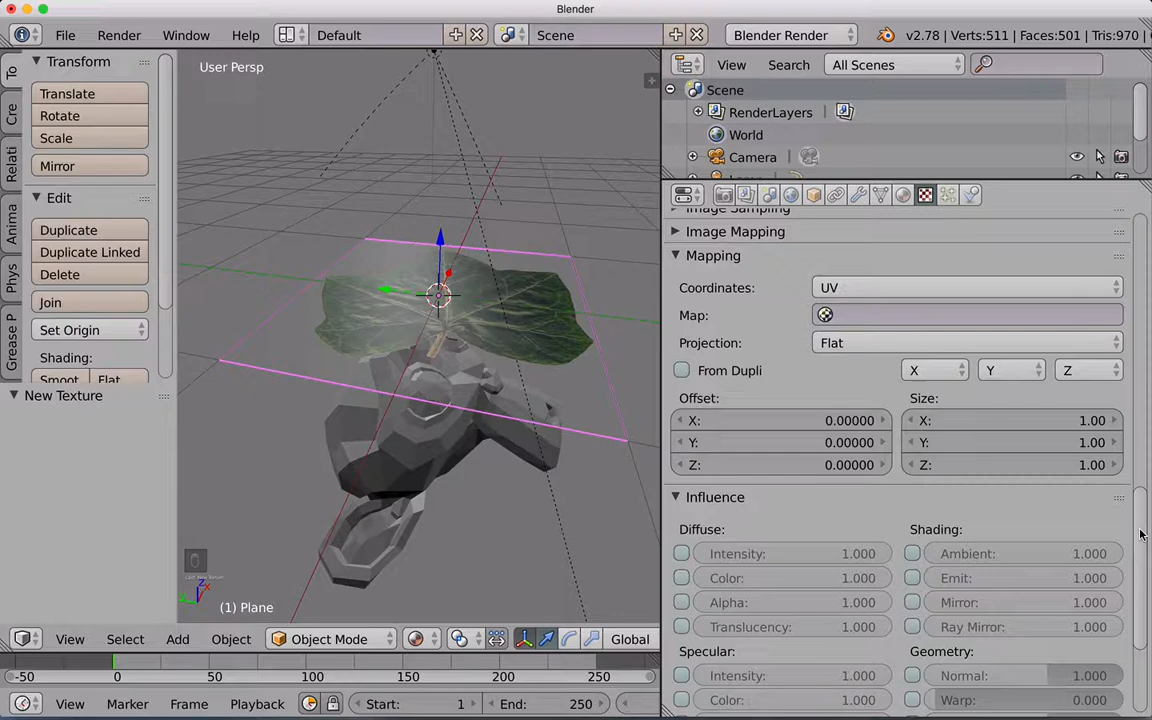 Blender
File Render Window Help Default Scene Blender Render v2.78 | Verts:511 | Faces:501 | Tris:970 |
To
Cre
Relati
Anima
Phys
Grease P
Transform
Translate
Rotate
Scale
Mirror
Edit
Duplicate
Duplicate Linked
Delete
Join
Set Origin
Shading:
Smoot Flat
New Texture
User Persp
(1) Plane
View Select Add Object Object Mode Global
-50 0 50 100 150 200 250
View Marker Frame Playback Start: 1 End: 250
View Search All Scenes
Scene
RenderLayers
World
Camera
Image Sampling
Image Mapping
Mapping
Coordinates: UV
Map:
Projection: Flat
From Dupli X Y Z
Offset: Size:
X: 0.00000 X: 1.00
Y: 0.00000 Y: 1.00
Z: 0.00000 Z: 1.00
Influence
Diffuse: Shading:
Intensity: 1.000 Ambient: 1.000
Color: 1.000 Emit: 1.000
Alpha: 1.000 Mirror: 1.000
Translucency: 1.000 Ray Mirror: 1.000
Specular: Geometry:
Intensity: 1.000 Normal: 1.000
Color: 1.000 Warp: 0.000